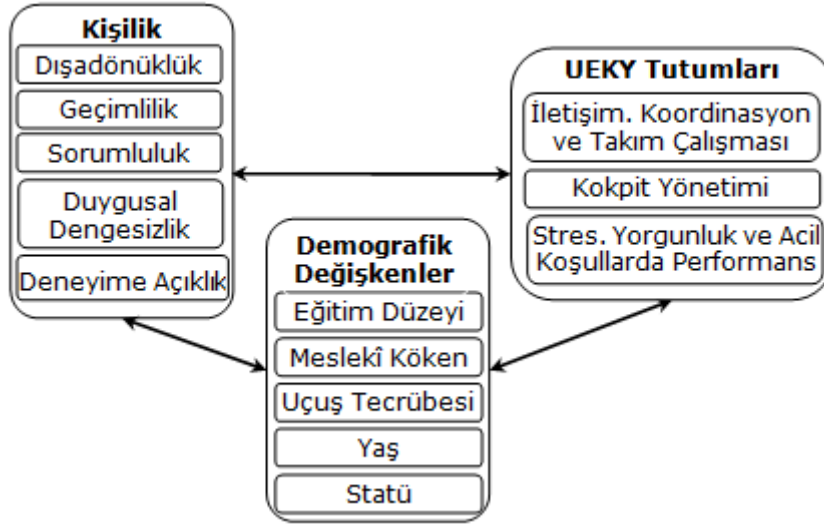 Kişilik
Dışadönüklük
Geçimlilik
Sorumluluk
Duygusal
Dengesizlik
Deneyime Açıklık
UEKY Tutumları
İletişim. Koordinasyon
ve Takım Çalışması
Kokpit Yönetimi
Stres. Yorgunluk ve Acil
Koşullarda Performans
Demografik
Değişkenler
Eğitim Düzeyi
Meslekî Köken
Uçuş Tecrübesi
Yaş
Statü